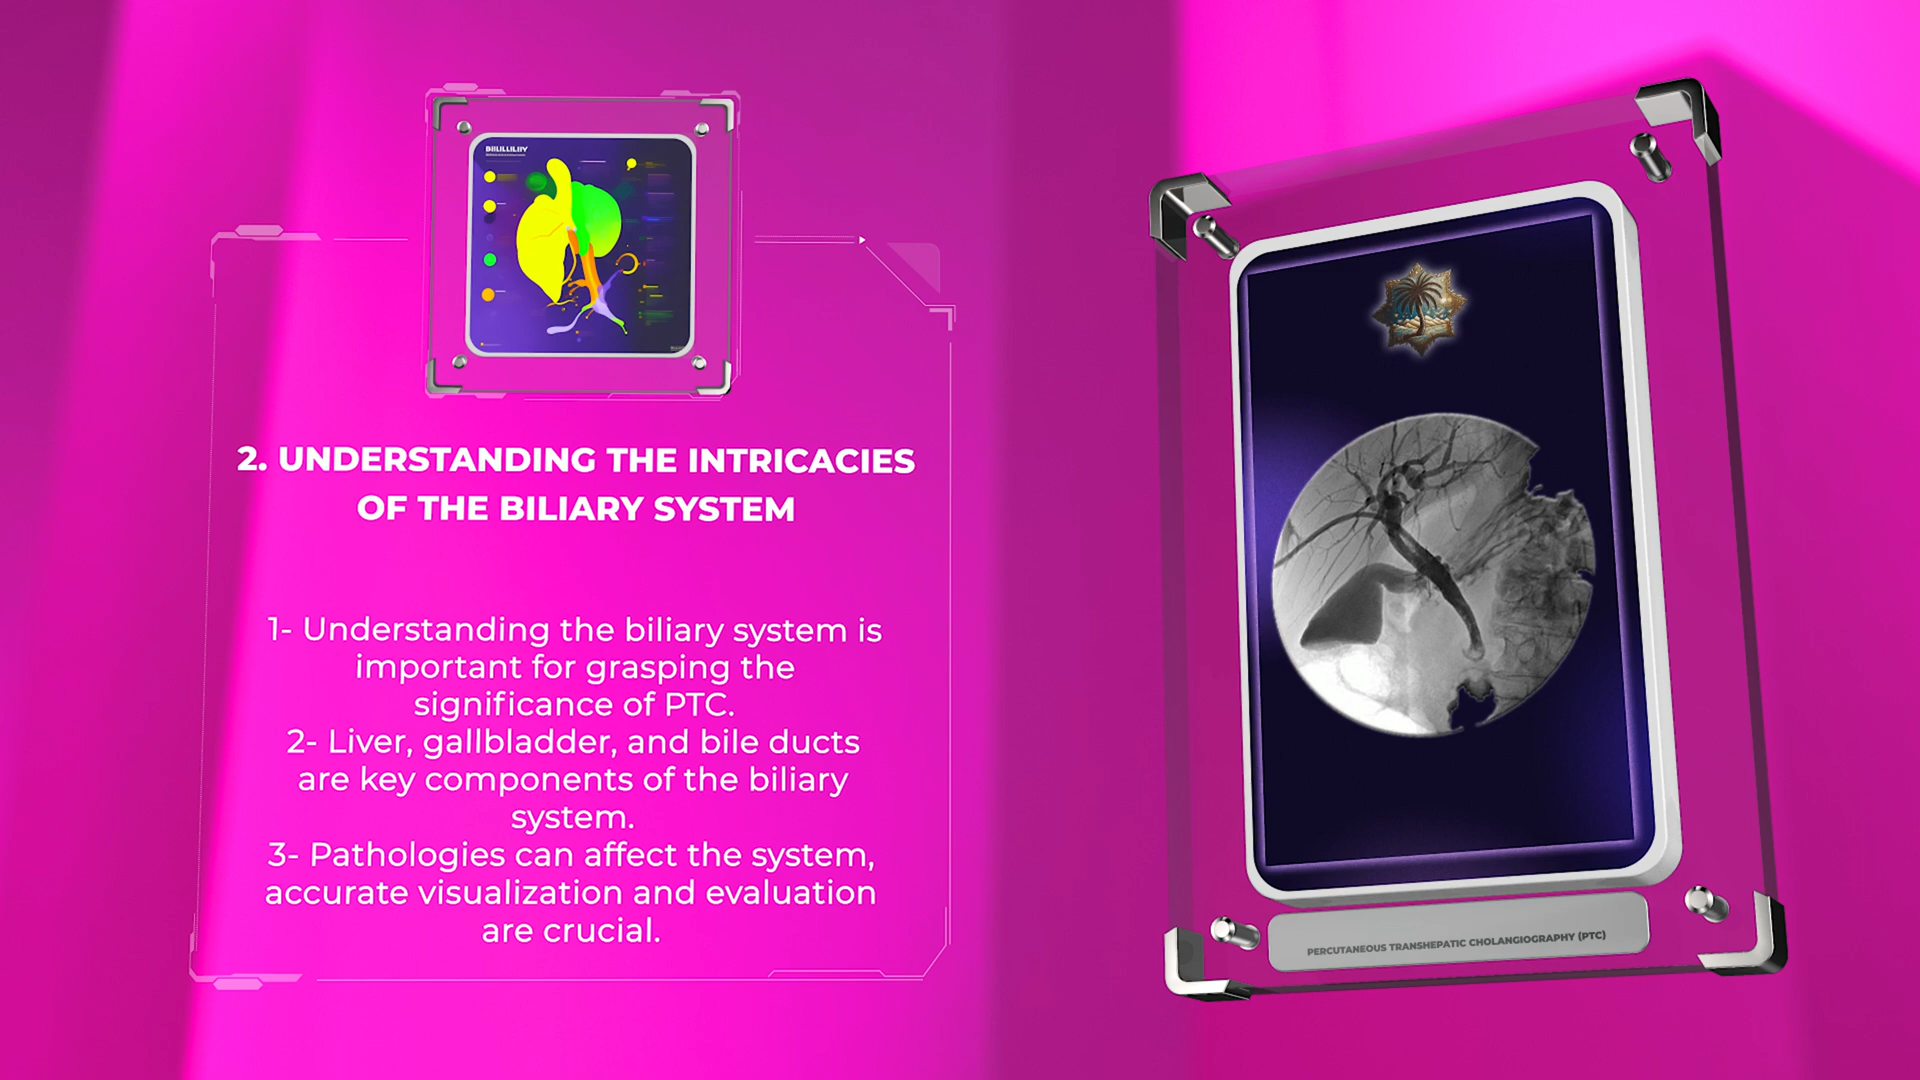 BIILILLIIY
2. UNDERSTANDING THE INTRICACIES
OF THE BILIARY SYSTEM
1- Understanding the biliary system is
important for grasping the
significance of PTC.
2- Liver, gallbladder, and bile ducts
are key components of the biliary
system.
3- Pathologies can affect the system,
accurate visualization and evaluation
are crucial.
PERCUTANEOUS TRANSHEPATIC CHOLANGIOGRAPHY (PTC)